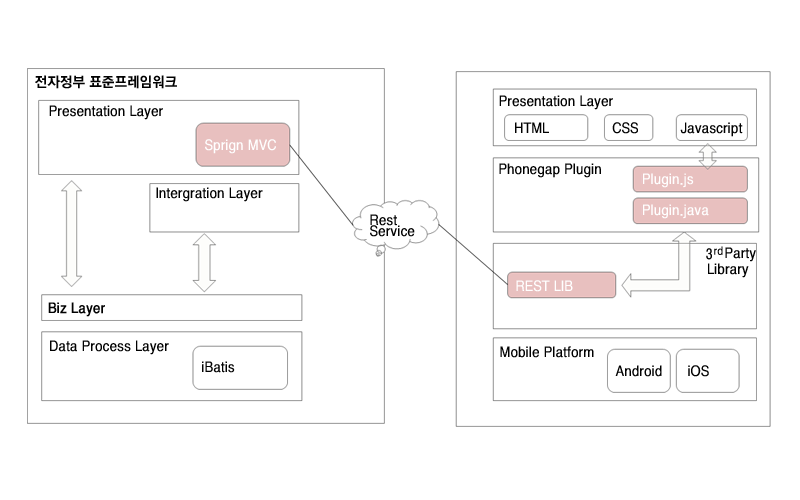 전자정부 표준프레임워크
Presentation Layer
Sprign MVC
Intergration Layer
Biz Layer
Data Process Layer
iBatis
Rest
Service
Presentation Layer
HTML
CSS
Javascript
Phonegap Plugin
Plugin.js
Plugin.java
3rd Party
Library
REST LIB
Mobile Platform
Android
iOS